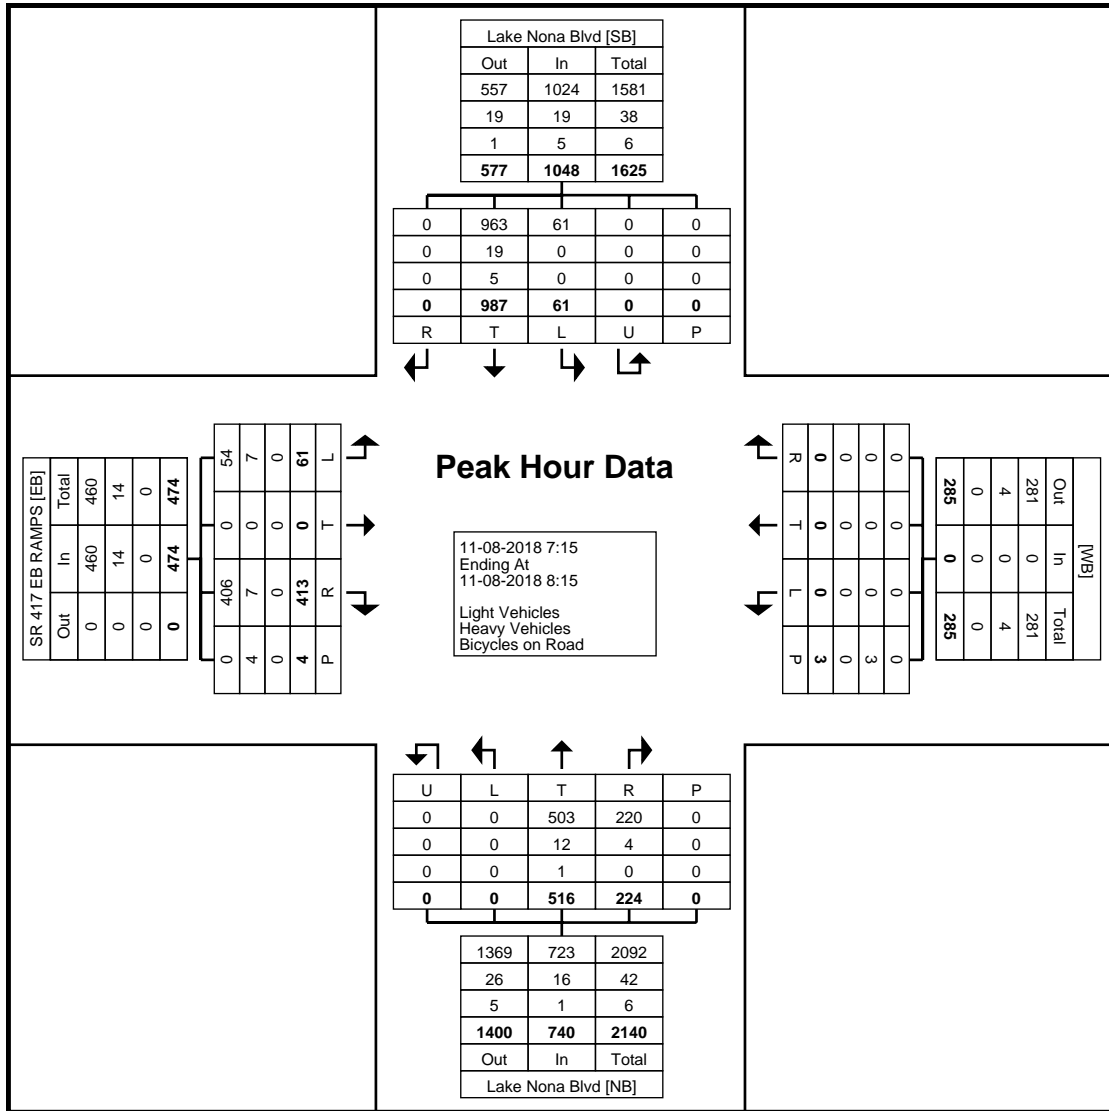 Lake Nona Blvd [SB]
Out In Total
557 1024 1581
19 19 38
1 5 6
577 1048 1625
0 963 61 0 0
0 19 0 0 0
0 5 0 0 0
0 987 61 0 0
R T L U P
SR 417 EB RAMPS [EB]
Total In Out
460 460 0
14 14 0
0 0 0
474 474 0
54 0 406 0
7 0 7 4
0 0 0 0
61 0 413 4
L T R P
Peak Hour Data
11-08-2018 7:15
Ending At
11-08-2018 8:15
Light Vehicles
Heavy Vehicles
Bicycles on Road
R T L P
0 0 0 3
0 0 0 0
0 0 0 3
0 0 0 0
285 0 285
0 0 0
4 0 4
281 0 281
Out In Total
[WB]
U L T R P
0 0 503 220 0
0 0 12 4 0
0 0 1 0 0
0 0 516 224 0
1369 723 2092
26 16 42
5 1 6
1400 740 2140
Out In Total
Lake Nona Blvd [NB]